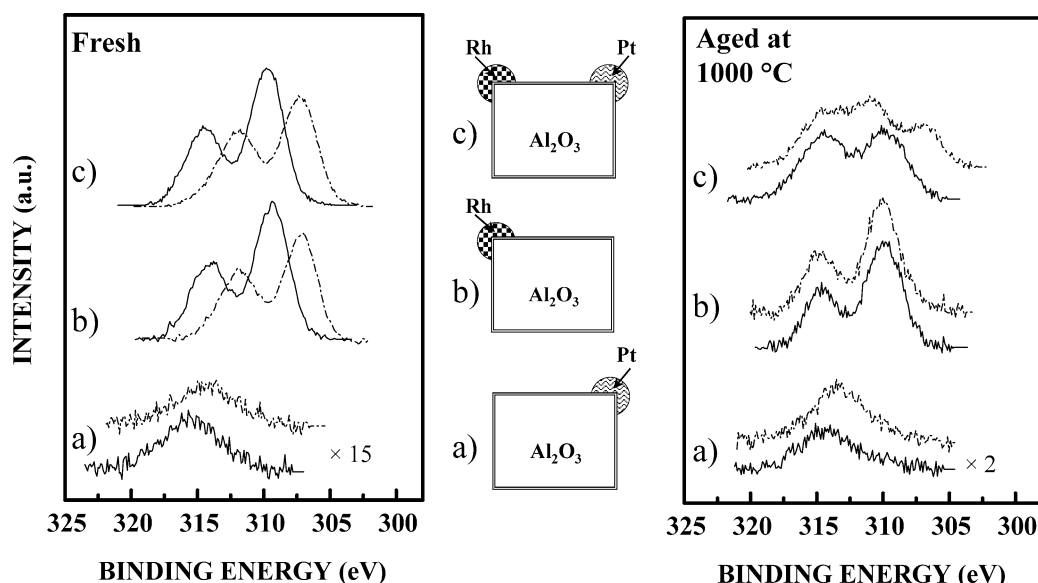 Fresh
INTENSITY (a.u.)
c)
b)
a)
× 15
325 320 315 310 305 300
BINDING ENERGY (eV)
Rh
Pt
c)
Al₂O₃
Rh
b)
Al₂O₃
Pt
a)
Al₂O₃
Aged at
1000 °C
c)
b)
a)
× 2
325 320 315 310 305 300
BINDING ENERGY (eV)